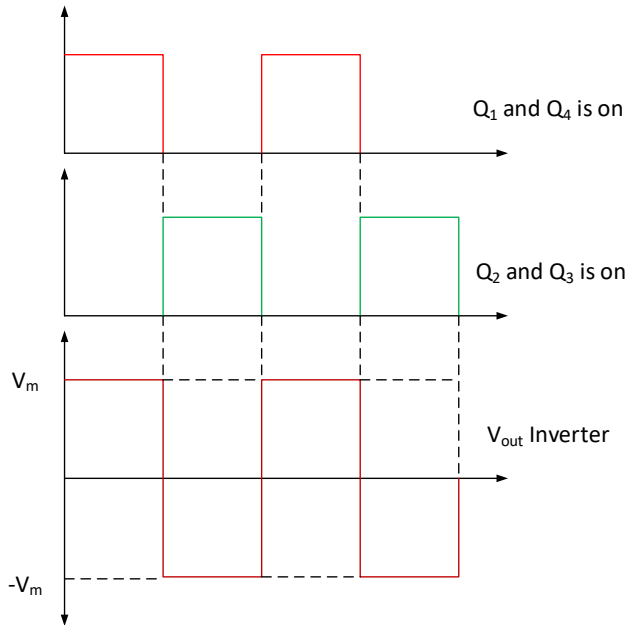 Q₁ and Q₄ is on
Q₂ and Q₃ is on
Vₘ
Vₒᵤₜ Inverter
-Vₘ